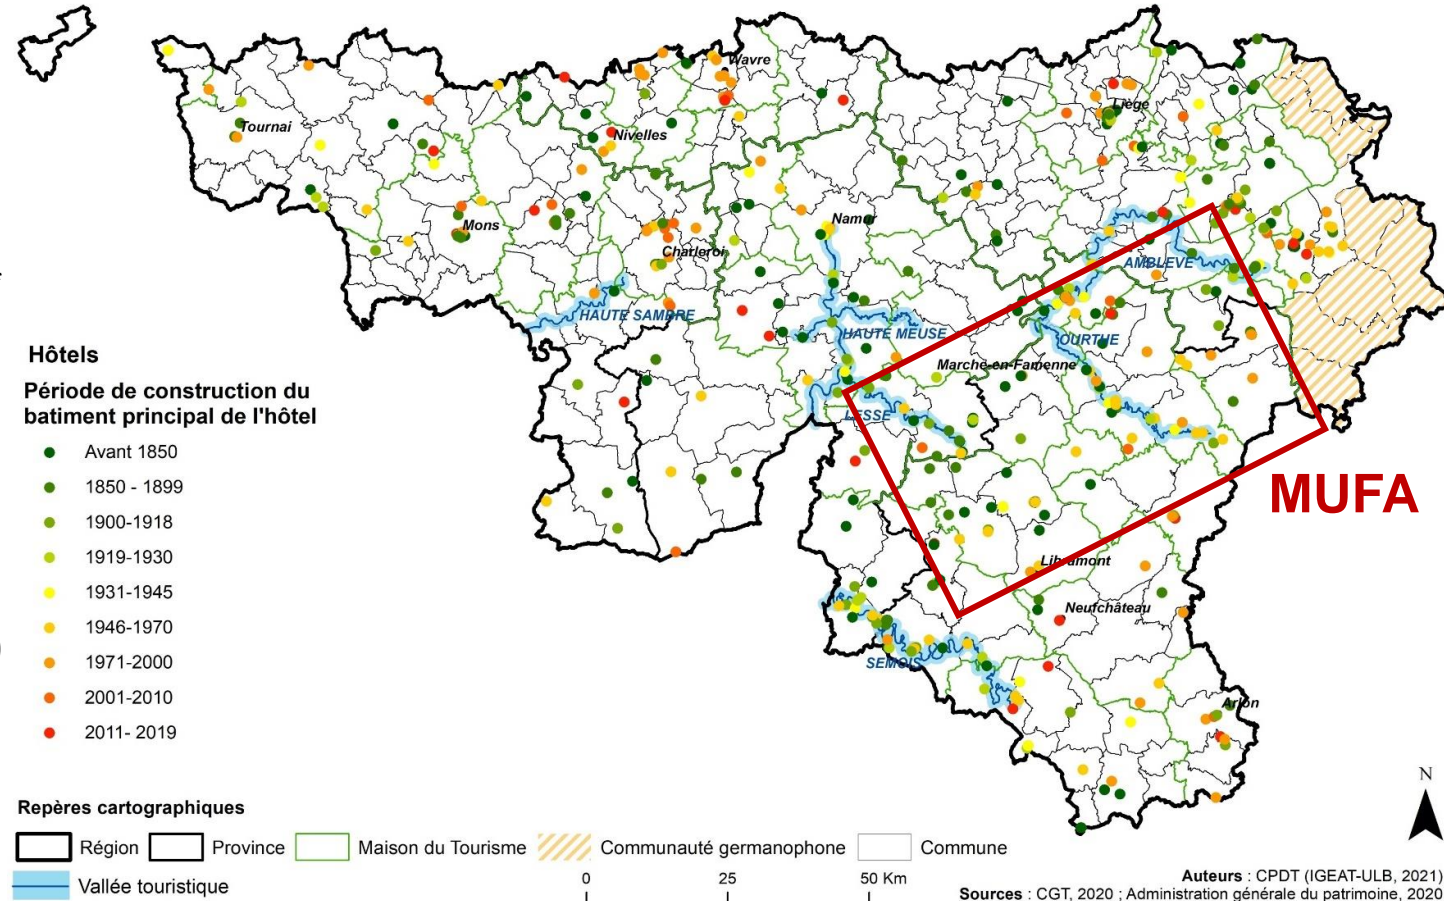 Wavre
Liège
Tournai
Nivelles
Mons
Namur
Charleroi
AMBLEVE
HAUTE SAMBRE
HAUTE MEUSE
OURTHE
Marche-en-Famenne
LESSE
MUFA
Libramont
Neufchâteau
SEMOIS
Arlon
Hôtels
Période de construction du
batiment principal de l'hôtel
Avant 1850
1850 - 1899
1900-1918
1919-1930
1931-1945
1946-1970
1971-2000
2001-2010
2011- 2019
N
Repères cartographiques
Région Province Maison du Tourisme Communauté germanophone Commune
Vallée touristique
0 25 50 Km
Auteurs : CPDT (IGEAT-ULB, 2021)
Sources : CGT, 2020 ; Administration générale du patrimoine, 2020